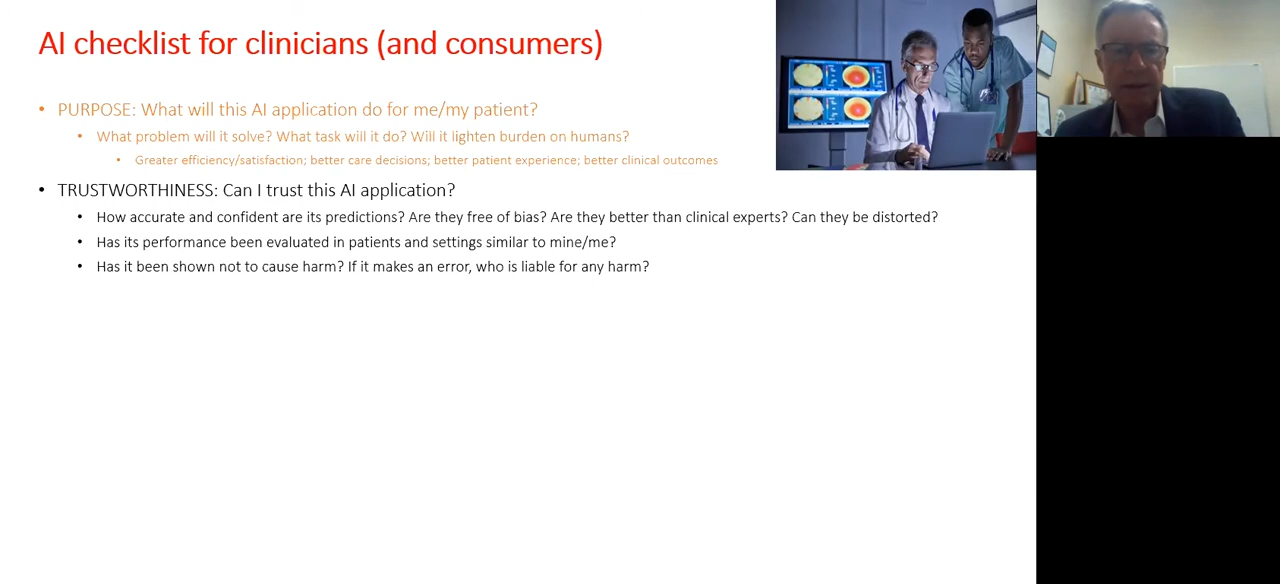 AI checklist for clinicians (and consumers)
• PURPOSE: What will this AI application do for me/my patient?
• What problem will it solve? What task will it do? Will it lighten burden on humans?
• Greater efficiency/satisfaction; better care decisions; better patient experience; better clinical outcomes
• TRUSTWORTHINESS: Can I trust this AI application?
• How accurate and confident are its predictions? Are they free of bias? Are they better than clinical experts? Can they be distorted?
• Has its performance been evaluated in patients and settings similar to mine/me?
• Has it been shown not to cause harm? If it makes an error, who is liable for any harm?